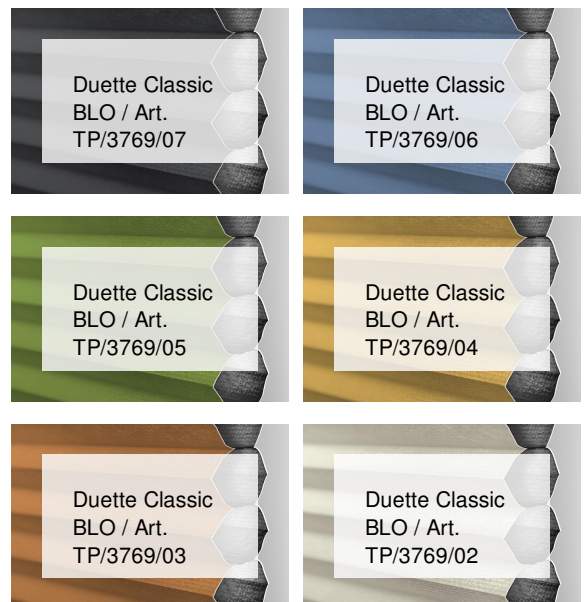 Duette Classic
BLO / Art.
TP/3769/07
Duette Classic
BLO / Art.
TP/3769/06
Duette Classic
BLO / Art.
TP/3769/05
Duette Classic
BLO / Art.
TP/3769/04
Duette Classic
BLO / Art.
TP/3769/03
Duette Classic
BLO / Art.
TP/3769/02